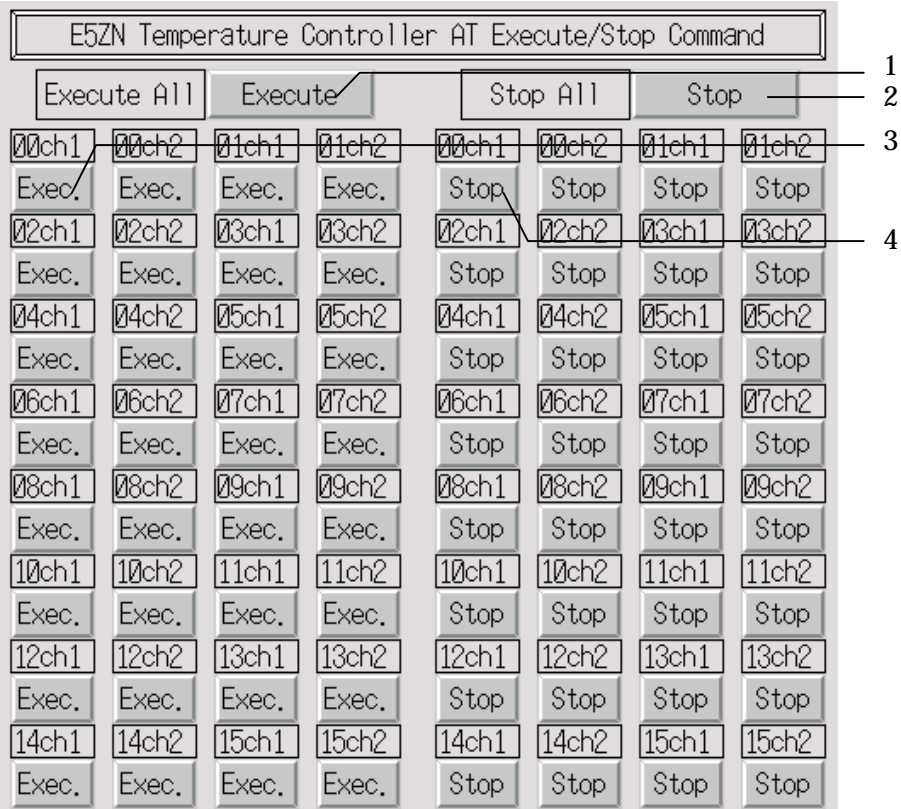 E5ZN Temperature Controller AT Execute/Stop Command
Execute All Execute Stop All Stop 1
2
00ch1 00ch2 01ch1 01ch2 00ch1 00ch2 01ch1 01ch2 3
Exec. Exec. Exec. Exec. Stop Stop Stop Stop
02ch1 02ch2 03ch1 03ch2 02ch1 02ch2 03ch1 03ch2 4
Exec. Exec. Exec. Exec. Stop Stop Stop Stop
04ch1 04ch2 05ch1 05ch2 04ch1 04ch2 05ch1 05ch2
Exec. Exec. Exec. Exec. Stop Stop Stop Stop
06ch1 06ch2 07ch1 07ch2 06ch1 06ch2 07ch1 07ch2
Exec. Exec. Exec. Exec. Stop Stop Stop Stop
08ch1 08ch2 09ch1 09ch2 08ch1 08ch2 09ch1 09ch2
Exec. Exec. Exec. Exec. Stop Stop Stop Stop
10ch1 10ch2 11ch1 11ch2 10ch1 10ch2 11ch1 11ch2
Exec. Exec. Exec. Exec. Stop Stop Stop Stop
12ch1 12ch2 13ch1 13ch2 12ch1 12ch2 13ch1 13ch2
Exec. Exec. Exec. Exec. Stop Stop Stop Stop
14ch1 14ch2 15ch1 15ch2 14ch1 14ch2 15ch1 15ch2
Exec. Exec. Exec. Exec. Stop Stop Stop Stop